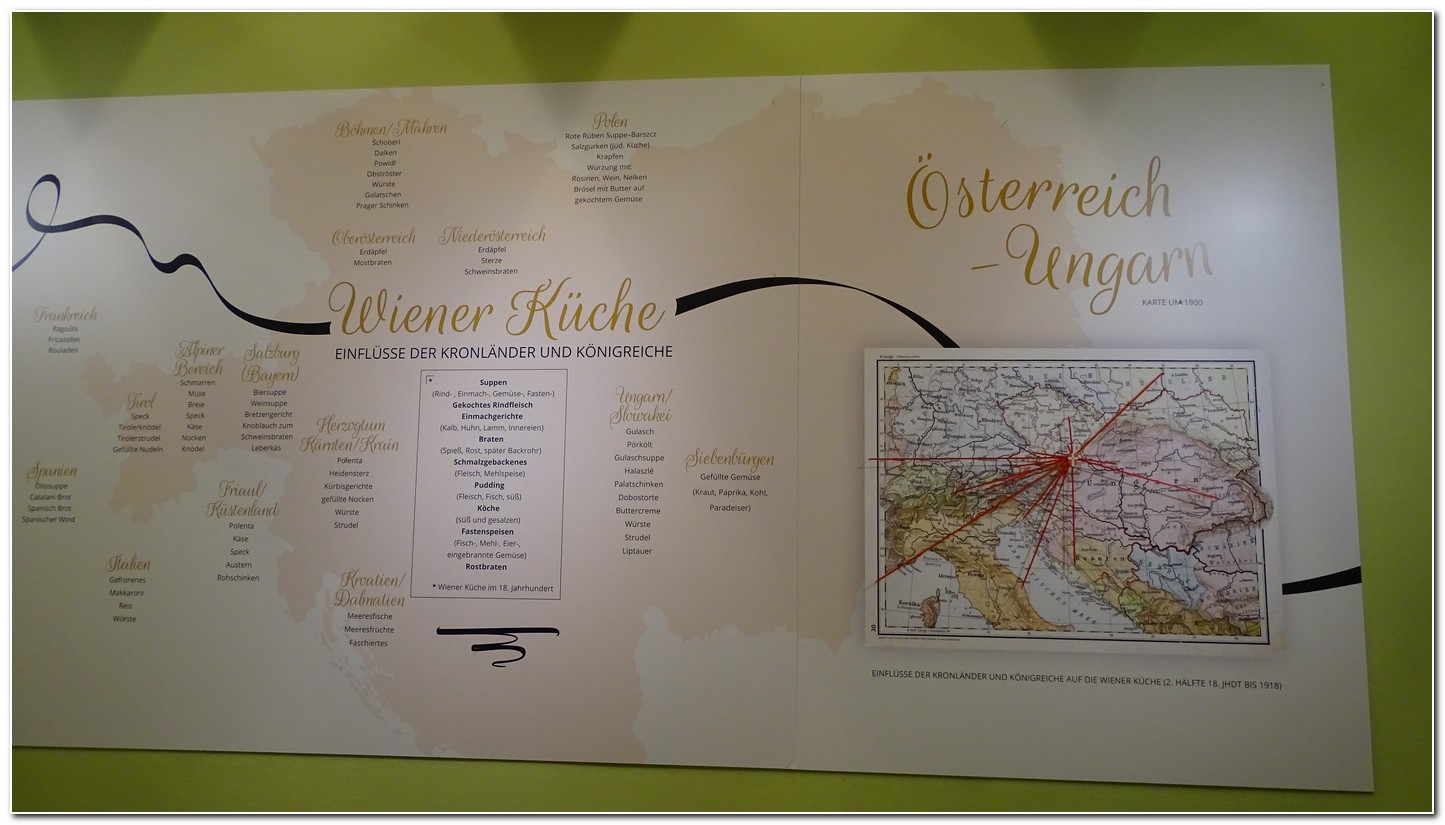 Böhmen/Mähren
Schöberl
Dalken
Powidl
Obströster
Würste
Golatschen
Prager Schinken
Polen
Rote Rüben Suppe–Barszcz
Salzgurken (jüd. Küche)
Krapfen
Würzung mit:
Rosinen, Wein, Nelken
Brösel mit Butter auf
gekochtem Gemüse
Oberösterreich
Erdäpfel
Mostbraten
Niederösterreich
Erdäpfel
Sterze
Schweinsbraten
Wiener Küche
EINFLÜSSE DER KRONLÄNDER UND KÖNIGREICHE
Frankreich
Ragoûts
Fricassées
Rouladen
Alpiner
Bereich
Schmarren
Muse
Breie
Speck
Käse
Nocken
Knödel
Salzburg
(Bayern)
Biersuppe
Weinsuppe
Bretzengericht
Knoblauch zum
Schweinsbraten
Leberkäs
Tirol
Speck
Tirolerknödel
Tirolerstrudel
Gefüllte Nudeln
Spanien
Ollosuppe
Catalam-Brot
Spanisch Brot
Spanischer Wind
Friaul/
Küstenland
Polenta
Käse
Speck
Austern
Rohschinken
Italien
Gefrorenes
Makkaroni
Reis
Würste
Herzogtum
Kärnten/Krain
Polenta
Heidensterz
Kürbisgerichte
gefüllte Nocken
Würste
Strudel
Kroatien/
Dalmatien
Meeresfische
Meeresfrüchte
Faschiertes
*
Suppen
(Rind- , Einmach-, Gemüse-, Fasten-)
Gekochtes Rindfleisch
Einmachgerichte
(Kalb, Huhn, Lamm, Innereien)
Braten
(Spieß, Rost, später Backrohr)
Schmalzgebackenes
(Fleisch, Mehlspeise)
Pudding
(Fleisch, Fisch, süß)
Köche
(süß und gesalzen)
Fastenspeisen
(Fisch-, Mehl-, Eier-,
eingebrannte Gemüse)
Rostbraten
* Wiener Küche im 18. Jahrhundert
Ungarn/
Slowakei
Gulasch
Pörkölt
Gulaschsuppe
Halaszlé
Palatschinken
Dobostorte
Buttercreme
Würste
Strudel
Liptauer
Siebenbürgen
Gefüllte Gemüse
(Kraut, Paprika, Kohl,
Paradeiser)
Österreich
–Ungarn
KARTE UM 1900
Korsika
EINFLÜSSE DER KRONLÄNDER UND KÖNIGREICHE AUF DIE WIENER KÜCHE (2. HÄLFTE 18. JHDT BIS 1918)